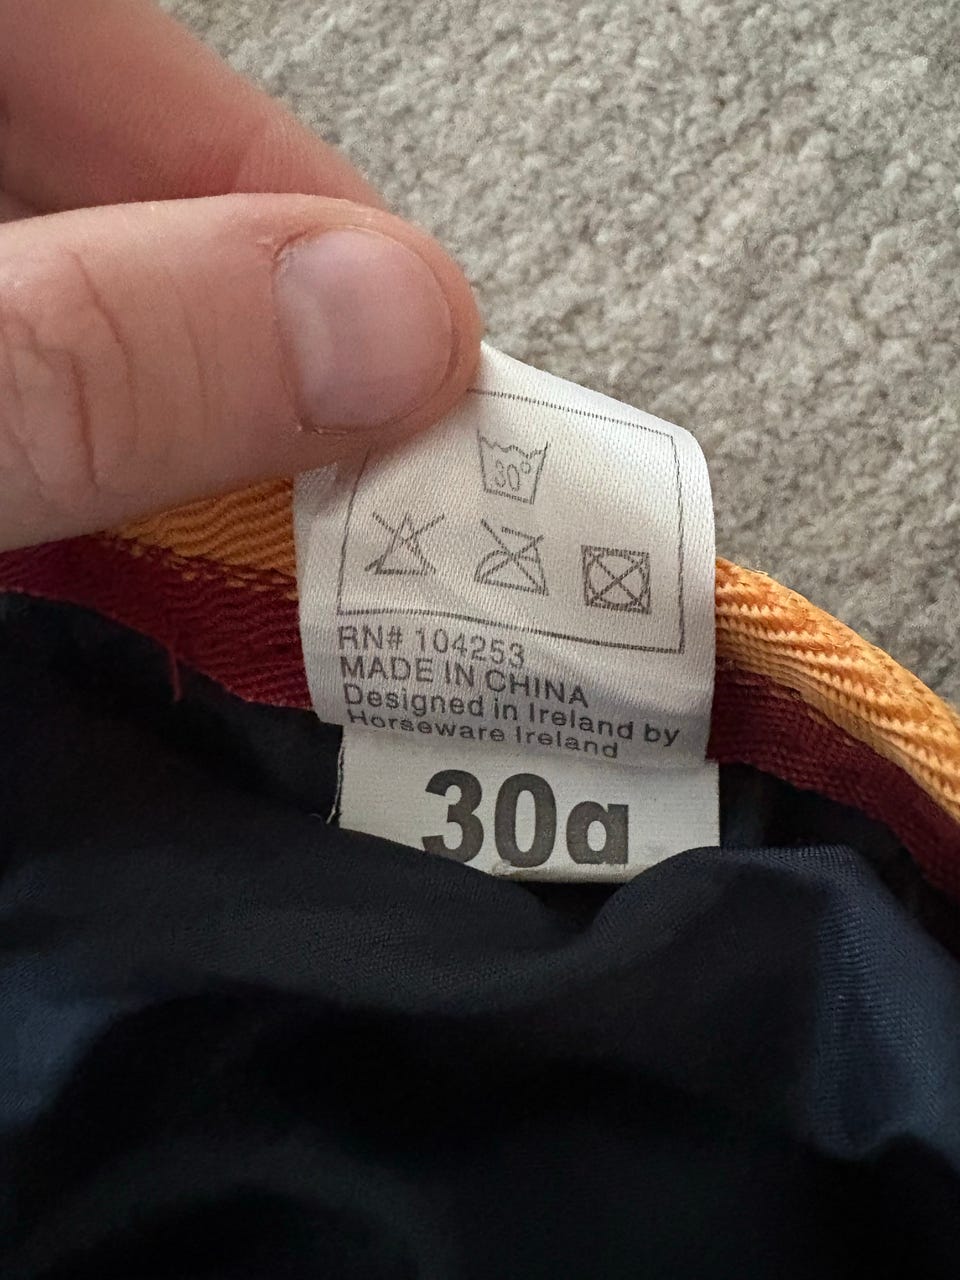 30°
RN# 104253
MADE IN CHINA
Designed in Ireland by
Horseware Ireland
30a